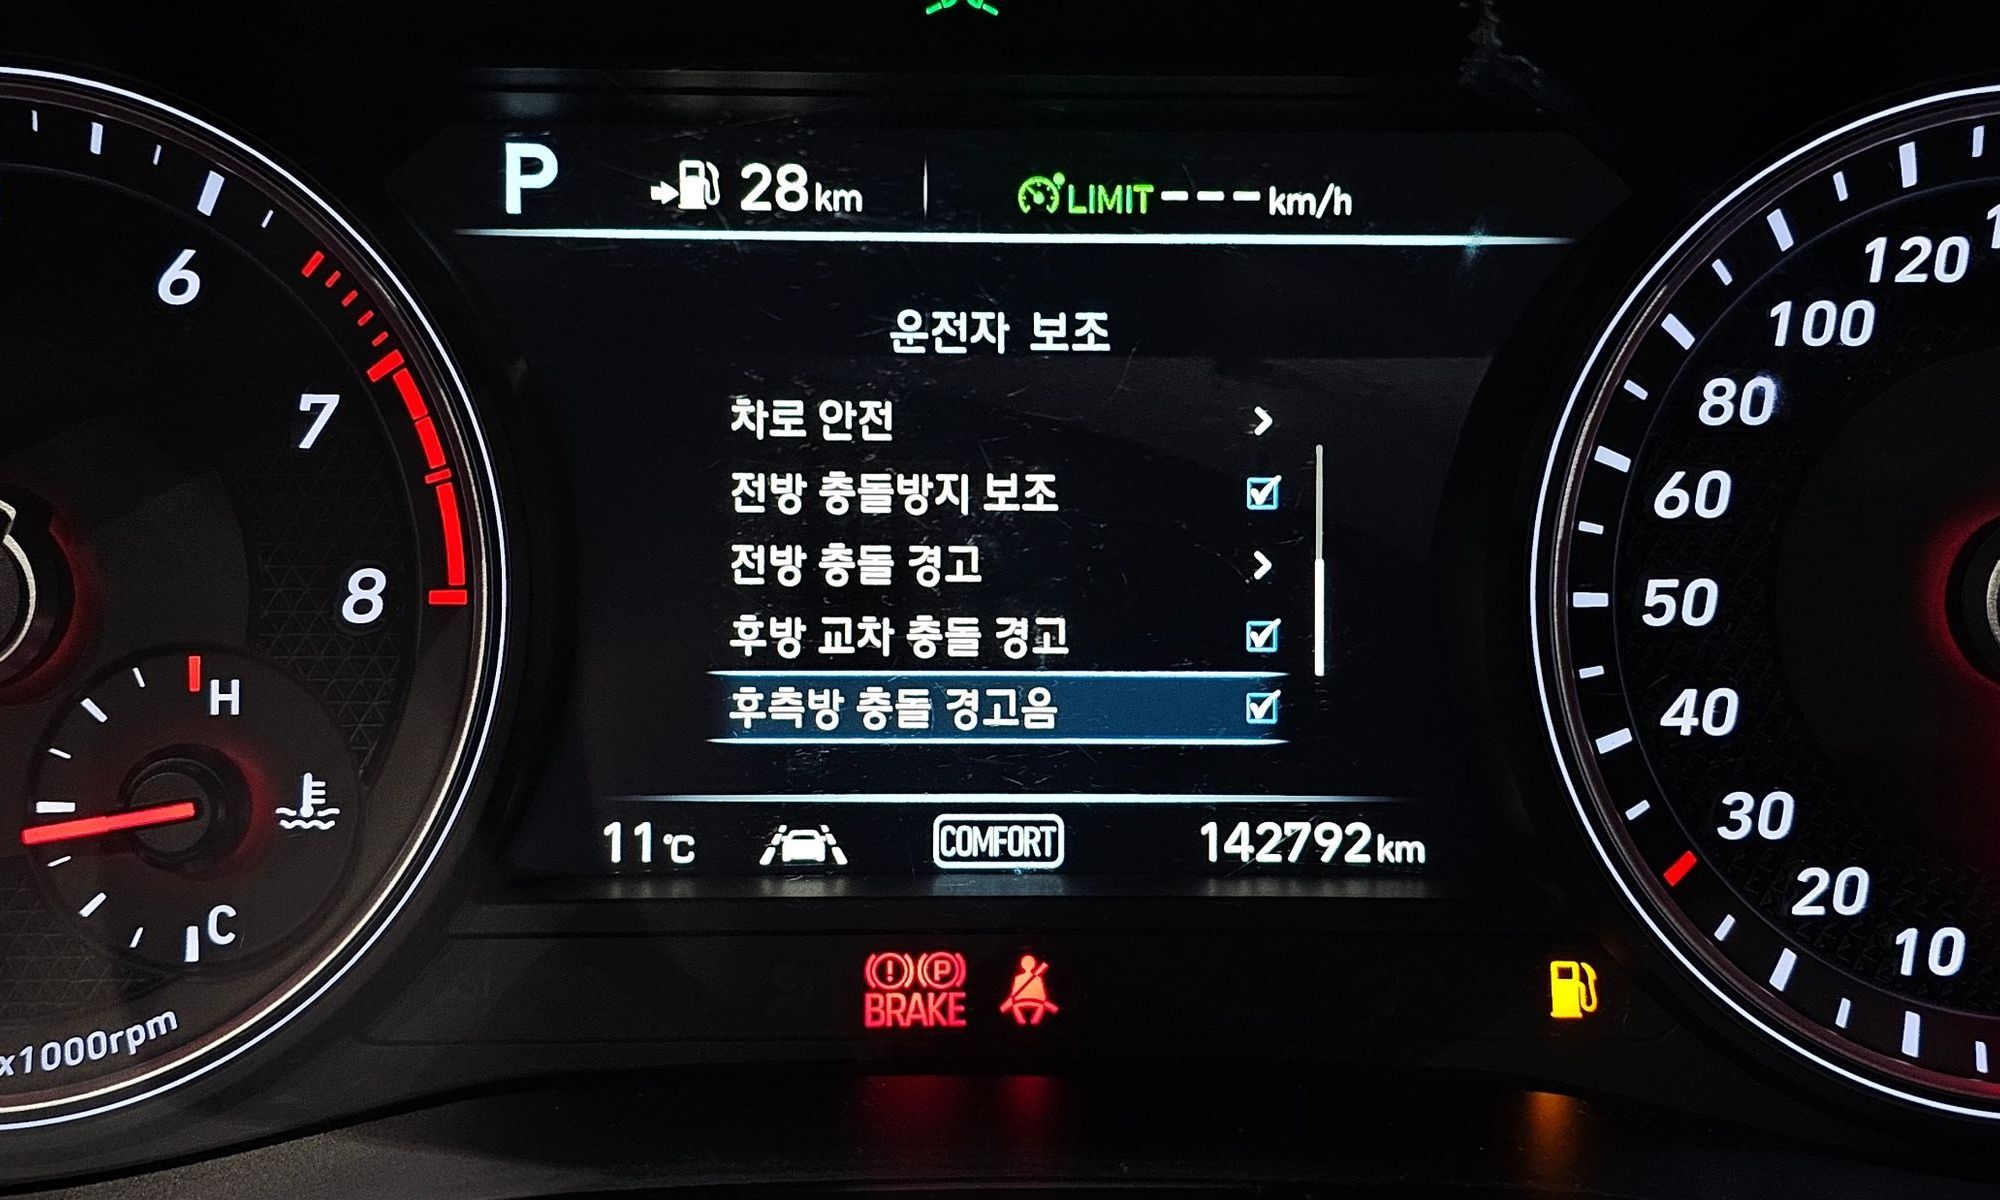 P 28km LIMIT---km/h
운전자 보조
차로 안전
전방 충돌방지 보조
전방 충돌 경고
후방 교차 충돌 경고
후측방 충돌 경고음
11°C COMFORT 142792km
6
7
8
H
C
x1000rpm
120
100
80
60
50
40
30
20
10
(!) (P)
BRAKE